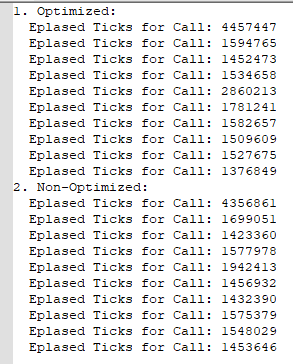 1. Optimized:
Eplased Ticks for Call: 4457447
Eplased Ticks for Call: 1594765
Eplased Ticks for Call: 1452473
Eplased Ticks for Call: 1534658
Eplased Ticks for Call: 2860213
Eplased Ticks for Call: 1781241
Eplased Ticks for Call: 1582657
Eplased Ticks for Call: 1509609
Eplased Ticks for Call: 1527675
Eplased Ticks for Call: 1376849
2. Non-Optimized:
Eplased Ticks for Call: 4356861
Eplased Ticks for Call: 1699051
Eplased Ticks for Call: 1423360
Eplased Ticks for Call: 1577978
Eplased Ticks for Call: 1942413
Eplased Ticks for Call: 1456932
Eplased Ticks for Call: 1432390
Eplased Ticks for Call: 1575379
Eplased Ticks for Call: 1548029
Eplased Ticks for Call: 1453646